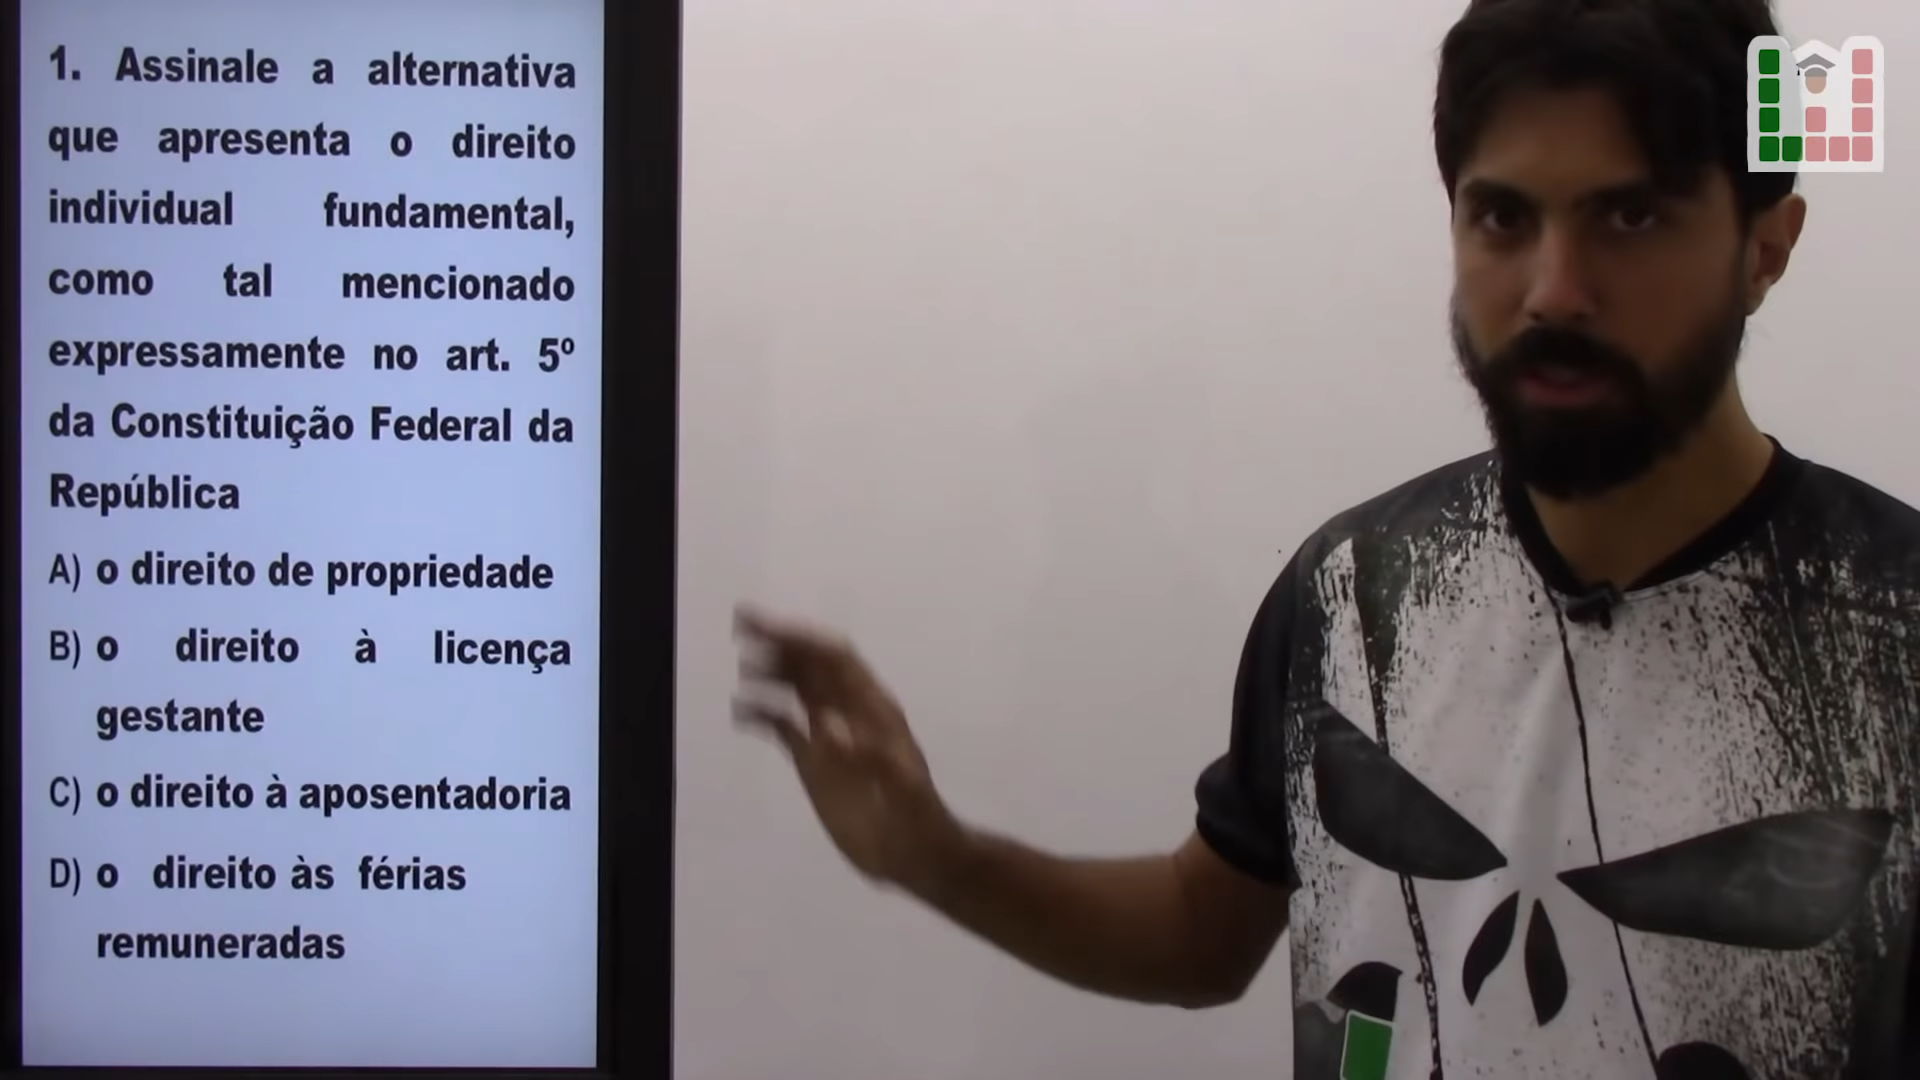 1. Assinale a alternativa
que apresenta o direito
individual fundamental,
como tal mencionado
expressamente no art. 5º
da Constituição Federal da
República
A) o direito de propriedade
B) o direito à licença
gestante
C) o direito à aposentadoria
D) o direito às férias
remuneradas